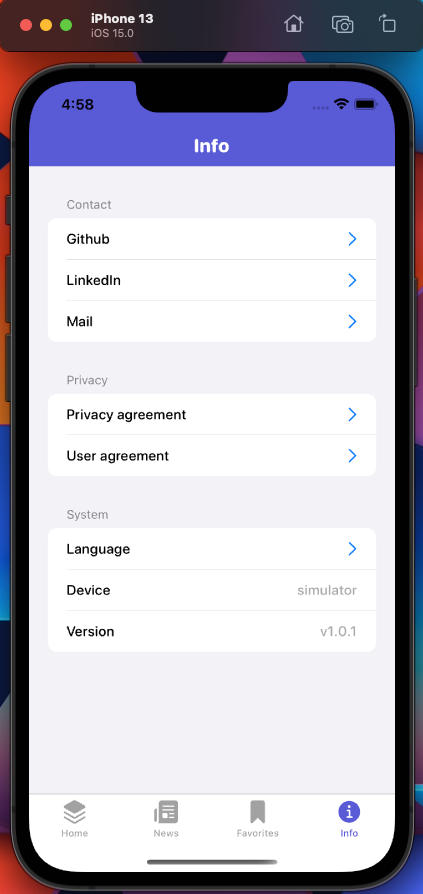 iPhone 13
iOS 15.0
4:58
Info
Contact
Github
LinkedIn
Mail
Privacy
Privacy agreement
User agreement
System
Language
Device simulator
Version v1.0.1
Home News Favorites Info